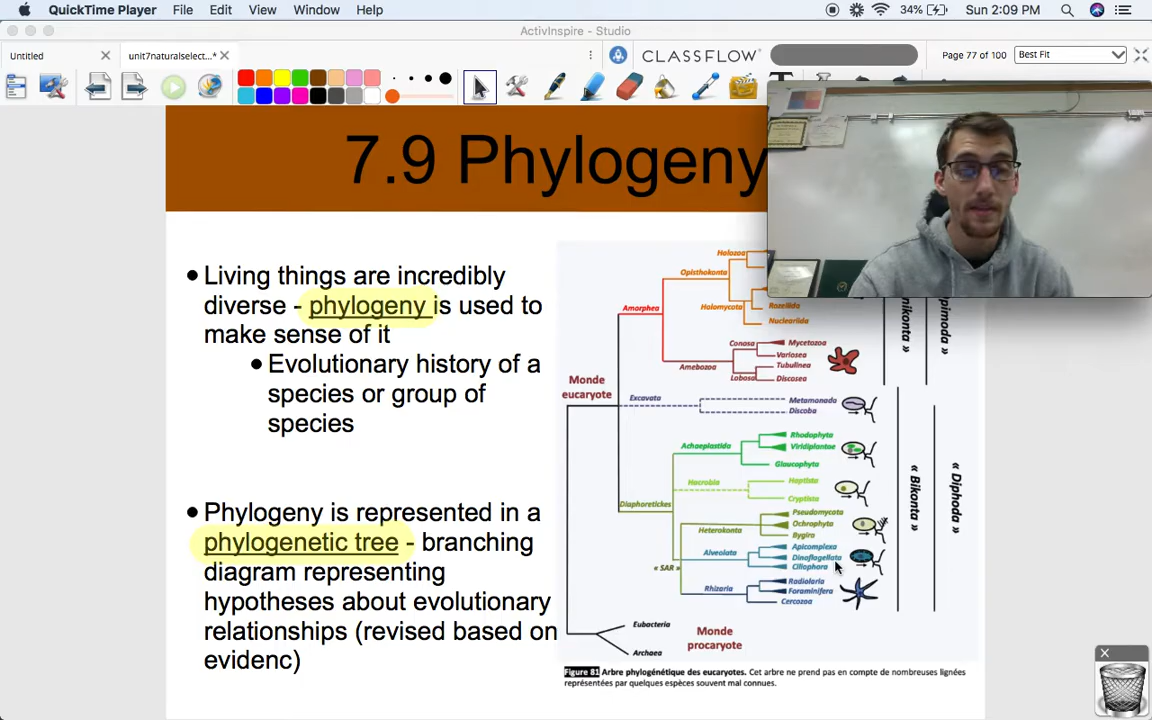 QuickTime Player File Edit View Window Help 34% Sun 2:09 PM
ActivInspire - Studio
Untitled unit7naturalselect...* CLASSFLOW Page 77 of 100 Best Fit
7.9 Phylogeny
• Living things are incredibly
diverse - phylogeny is used to
make sense of it
• Evolutionary history of a
species or group of
species
• Phylogeny is represented in a
phylogenetic tree - branching
diagram representing
hypotheses about evolutionary
relationships (revised based on
evidenc)
Holozoa
Opisthokonta
Amorphea
Holomycota
Rozellida
Nucleariida
Conosa
Mycetozoa
Variosea
Amebozoa
Tubulinea
Lobosa
Discosea
Monde
eucaryote
Excavata
Metamonada
Discoba
Rhodophyta
Achaeplastida
Viridiplantae
Glaucophyta
Hacrobia
Haptista
Cryptista
Diaphoretickes
Pseudomycota
Heterokonta
Ochrophyta
Bygira
Alveolata
Apicomplexa
Dinoflagellata
Ciliophora
« SAR »
Rhizaria
Radiolaria
Foraminifera
Cercozoa
« Bikonta »
« Diphoda »
Eubacteria
Monde
procaryote
Archaea
Figure 81 Arbre phylogénétique des eucaryotes. Cet arbre ne prend pas en compte de nombreuses lignées
représentées par quelques espèces souvent mal connues.